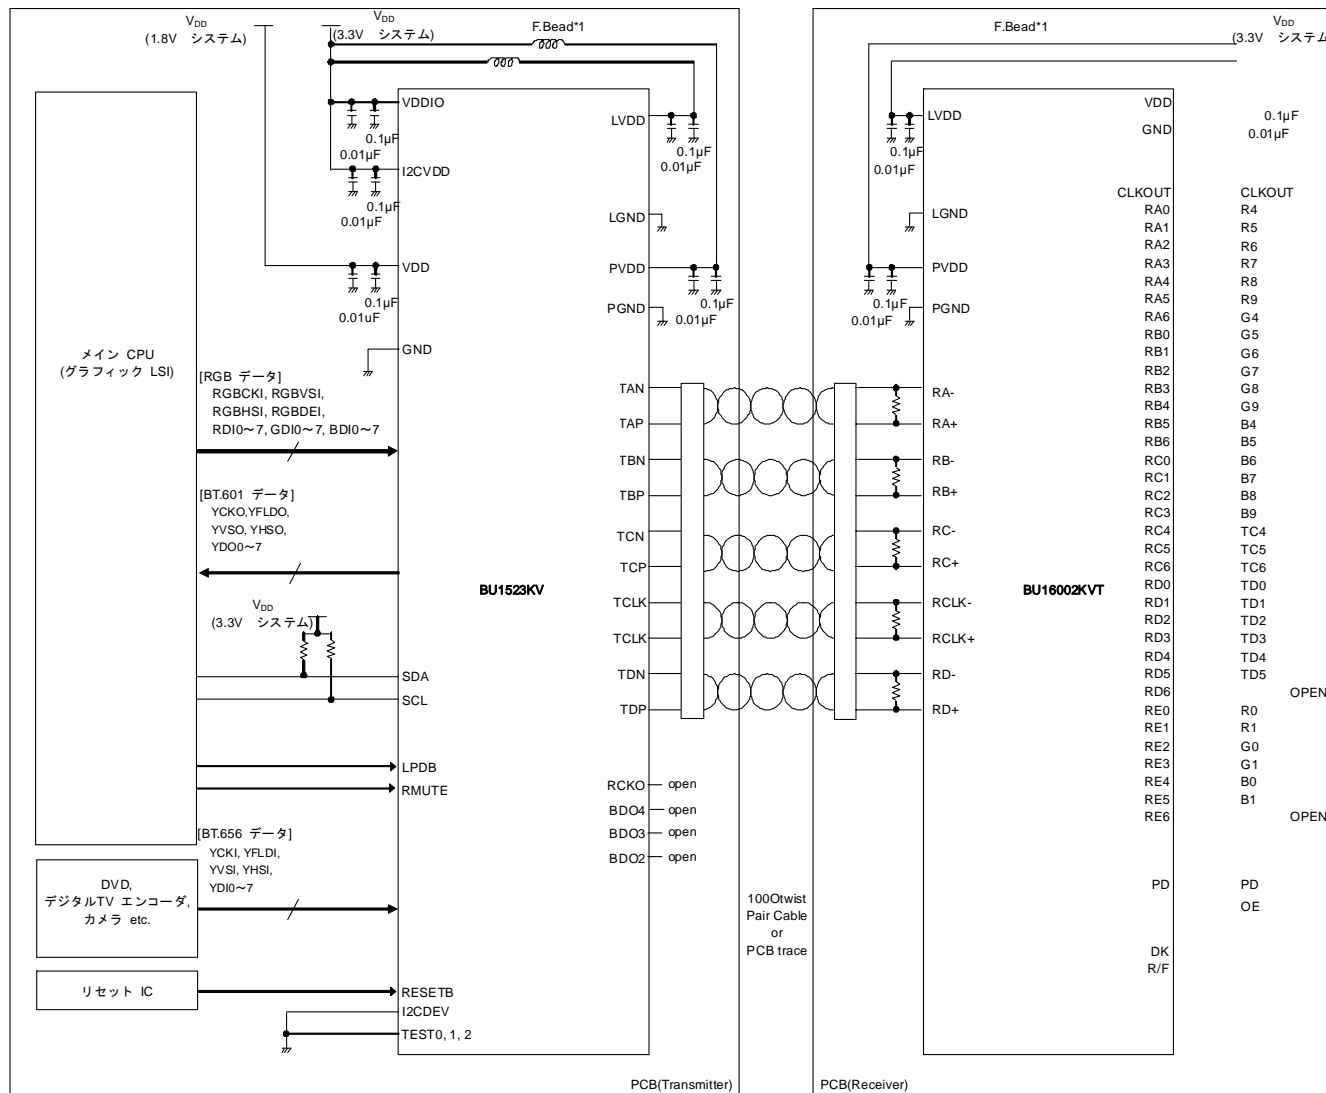 VDD
(1.8V システム)
VDD
(3.3V システム)
F.Bead*1
F.Bead*1
VDD
(3.3V システム
メイン CPU
(グラフィック LSI)
VDDIO
0.1µF
0.01µF
I2CVDD
0.1µF
0.01µF
VDD
0.1µF
0.01uF
GND
[RGB データ]
RGBCKI, RGBVSI,
RGBHSI, RGBDEI,
RDI0～7, GDI0～7, BDI0～7
[BT.601 データ]
YCKO,YFLDO,
YVSO, YHSO,
YDO0～7
VDD
(3.3V システム)
SDA
SCL
LPDB
RMUTE
[BT.656 データ]
YCKI, YFLDI,
YVSI, YHSI,
YDI0～7
DVD,
デジタルTV エンコーダ,
カメラ etc.
リセット IC
RESETB
I2CDEV
TEST0, 1, 2
BU1523KV
LVDD
0.1µF
0.01µF
LGND
PVDD
0.1µF
0.01µF
PGND
TAN
TAP
TBN
TBP
TCN
TCP
TCLK
TCLK
TDN
TDP
RCKO open
BDO4 open
BDO3 open
BDO2 open
PCB(Transmitter)
100Otwist
Pair Cable
or
PCB trace
PCB(Receiver)
LVDD
0.1µF
0.01µF
LGND
PVDD
0.1µF
0.01µF
PGND
RA-
RA+
RB-
RB+
RC-
RC+
RCLK-
RCLK+
RD-
RD+
BU16002KVT
VDD
GND
0.1µF
0.01µF
CLKOUT CLKOUT
RA0 R4
RA1 R5
RA2 R6
RA3 R7
RA4 R8
RA5 R9
RA6 G4
RB0 G5
RB1 G6
RB2 G7
RB3 G8
RB4 G9
RB5 B4
RB6 B5
RC0 B6
RC1 B7
RC2 B8
RC3 B9
RC4 TC4
RC5 TC5
RC6 TC6
RD0 TD0
RD1 TD1
RD2 TD2
RD3 TD3
RD4 TD4
RD5 TD5
RD6 OPEN
RE0 R0
RE1 R1
RE2 G0
RE3 G1
RE4 B0
RE5 B1
RE6 OPEN
PD PD
OE
DK
R/F